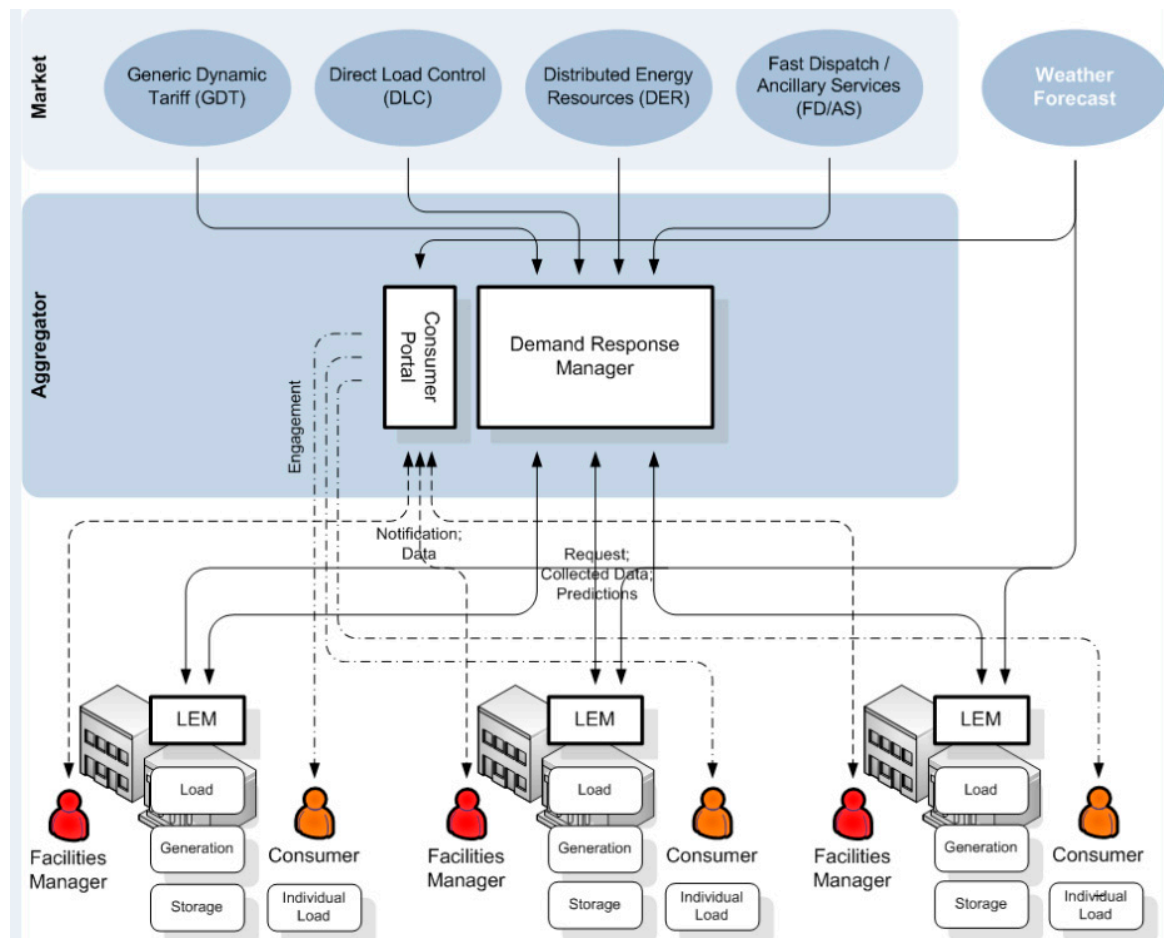 Market
Generic Dynamic
Tariff (GDT)
Direct Load Control
(DLC)
Distributed Energy
Resources (DER)
Fast Dispatch /
Ancillary Services
(FD/AS)
Weather
Forecast
Aggregator
Consumer
Portal
Demand Response
Manager
Engagement
Notification;
Data
Request;
Collected Data;
Predictions
LEM
Load
Generation
Storage
Facilities
Manager
Consumer
Individual
Load
LEM
Load
Generation
Storage
Facilities
Manager
Consumer
Individual
Load
LEM
Load
Generation
Storage
Facilities
Manager
Consumer
Individual
Load